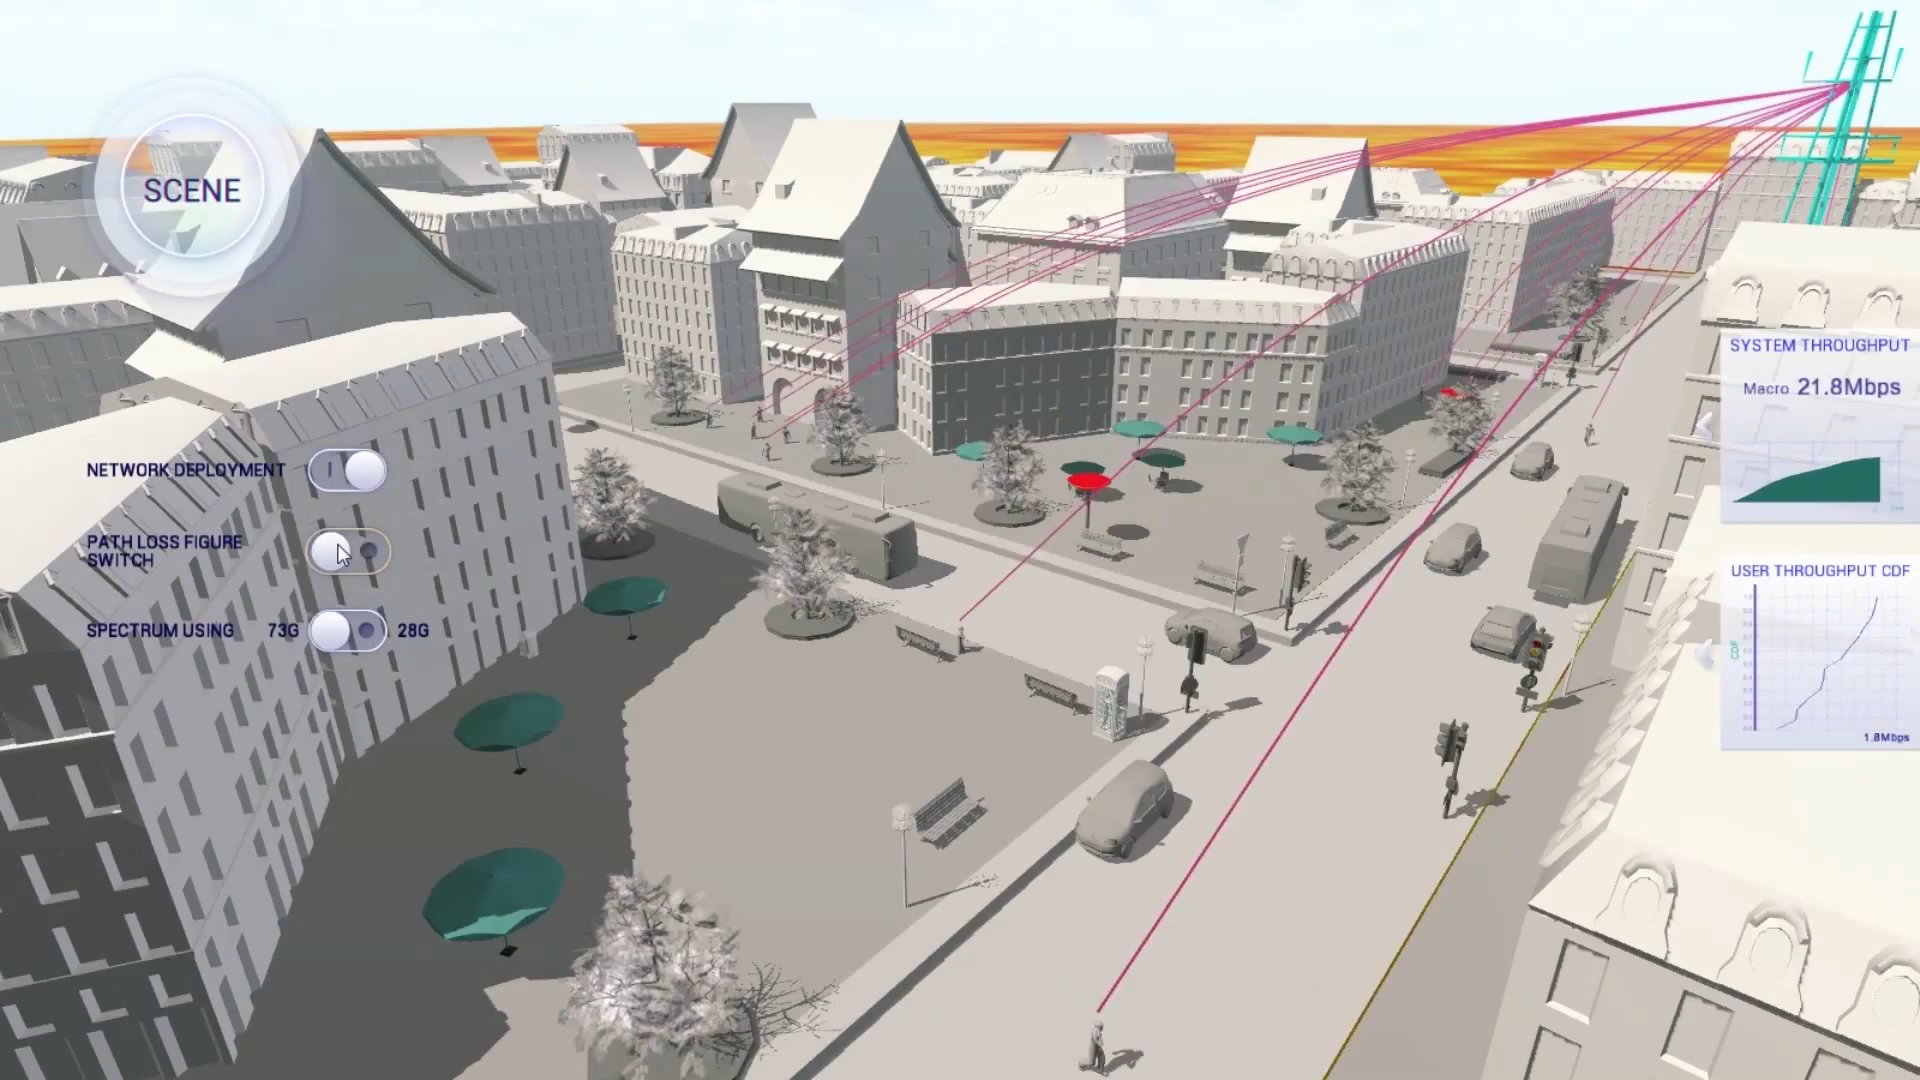 SCENE
NETWORK DEPLOYMENT
PATH LOSS FIGURE
SWITCH
SPECTRUM USING 73G 28G
SYSTEM THROUGHPUT
Macro 21.8Mbps
USER THROUGHPUT CDF
CDF
1.8Mbps